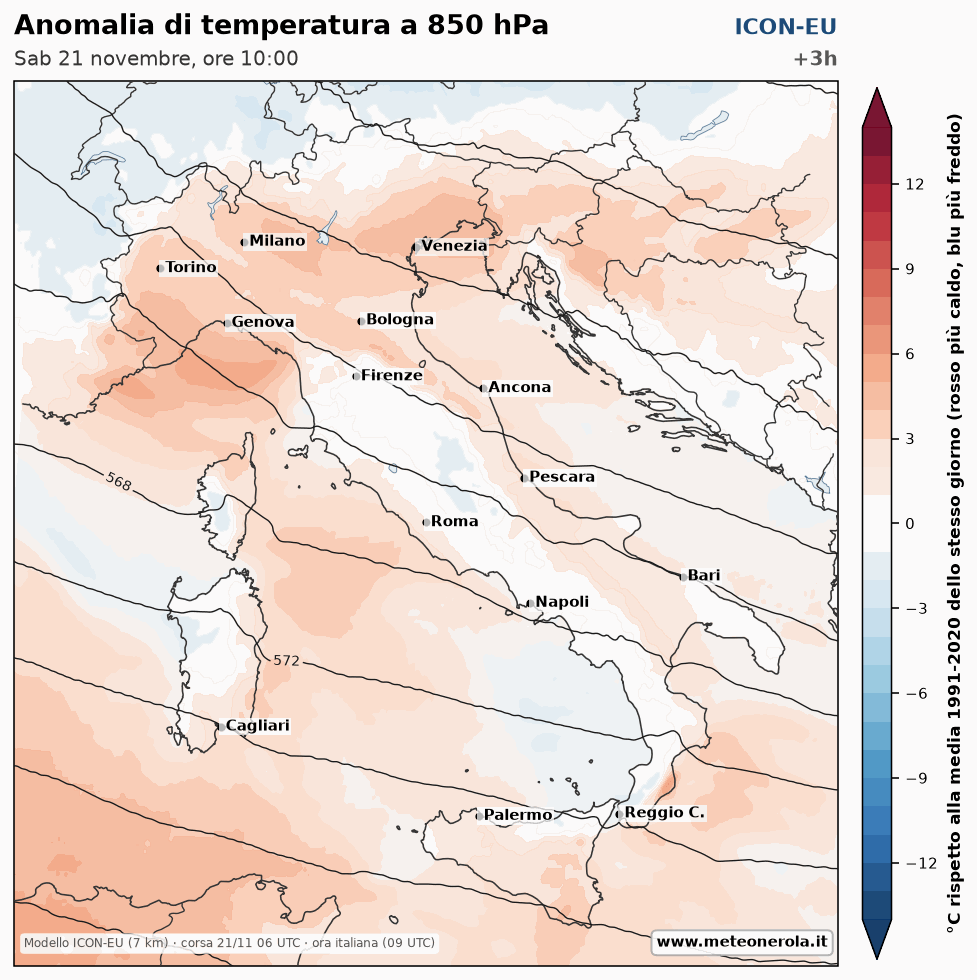 Anomalia di temperatura a 850 hPa
ICON-EU
Sab 21 novembre, ore 10:00
+3h
Milano
Venezia
Torino
Genova
Bologna
Firenze
Ancona
568
Pescara
Roma
Bari
Napoli
572
Cagliari
Palermo
Reggio C.
Modello ICON-EU (7 km) · corsa 21/11 06 UTC · ora italiana (09 UTC)
www.meteonerola.it
12
9
6
3
0
−3
−6
−9
−12
°C rispetto alla media 1991-2020 dello stesso giorno (rosso più caldo, blu più freddo)